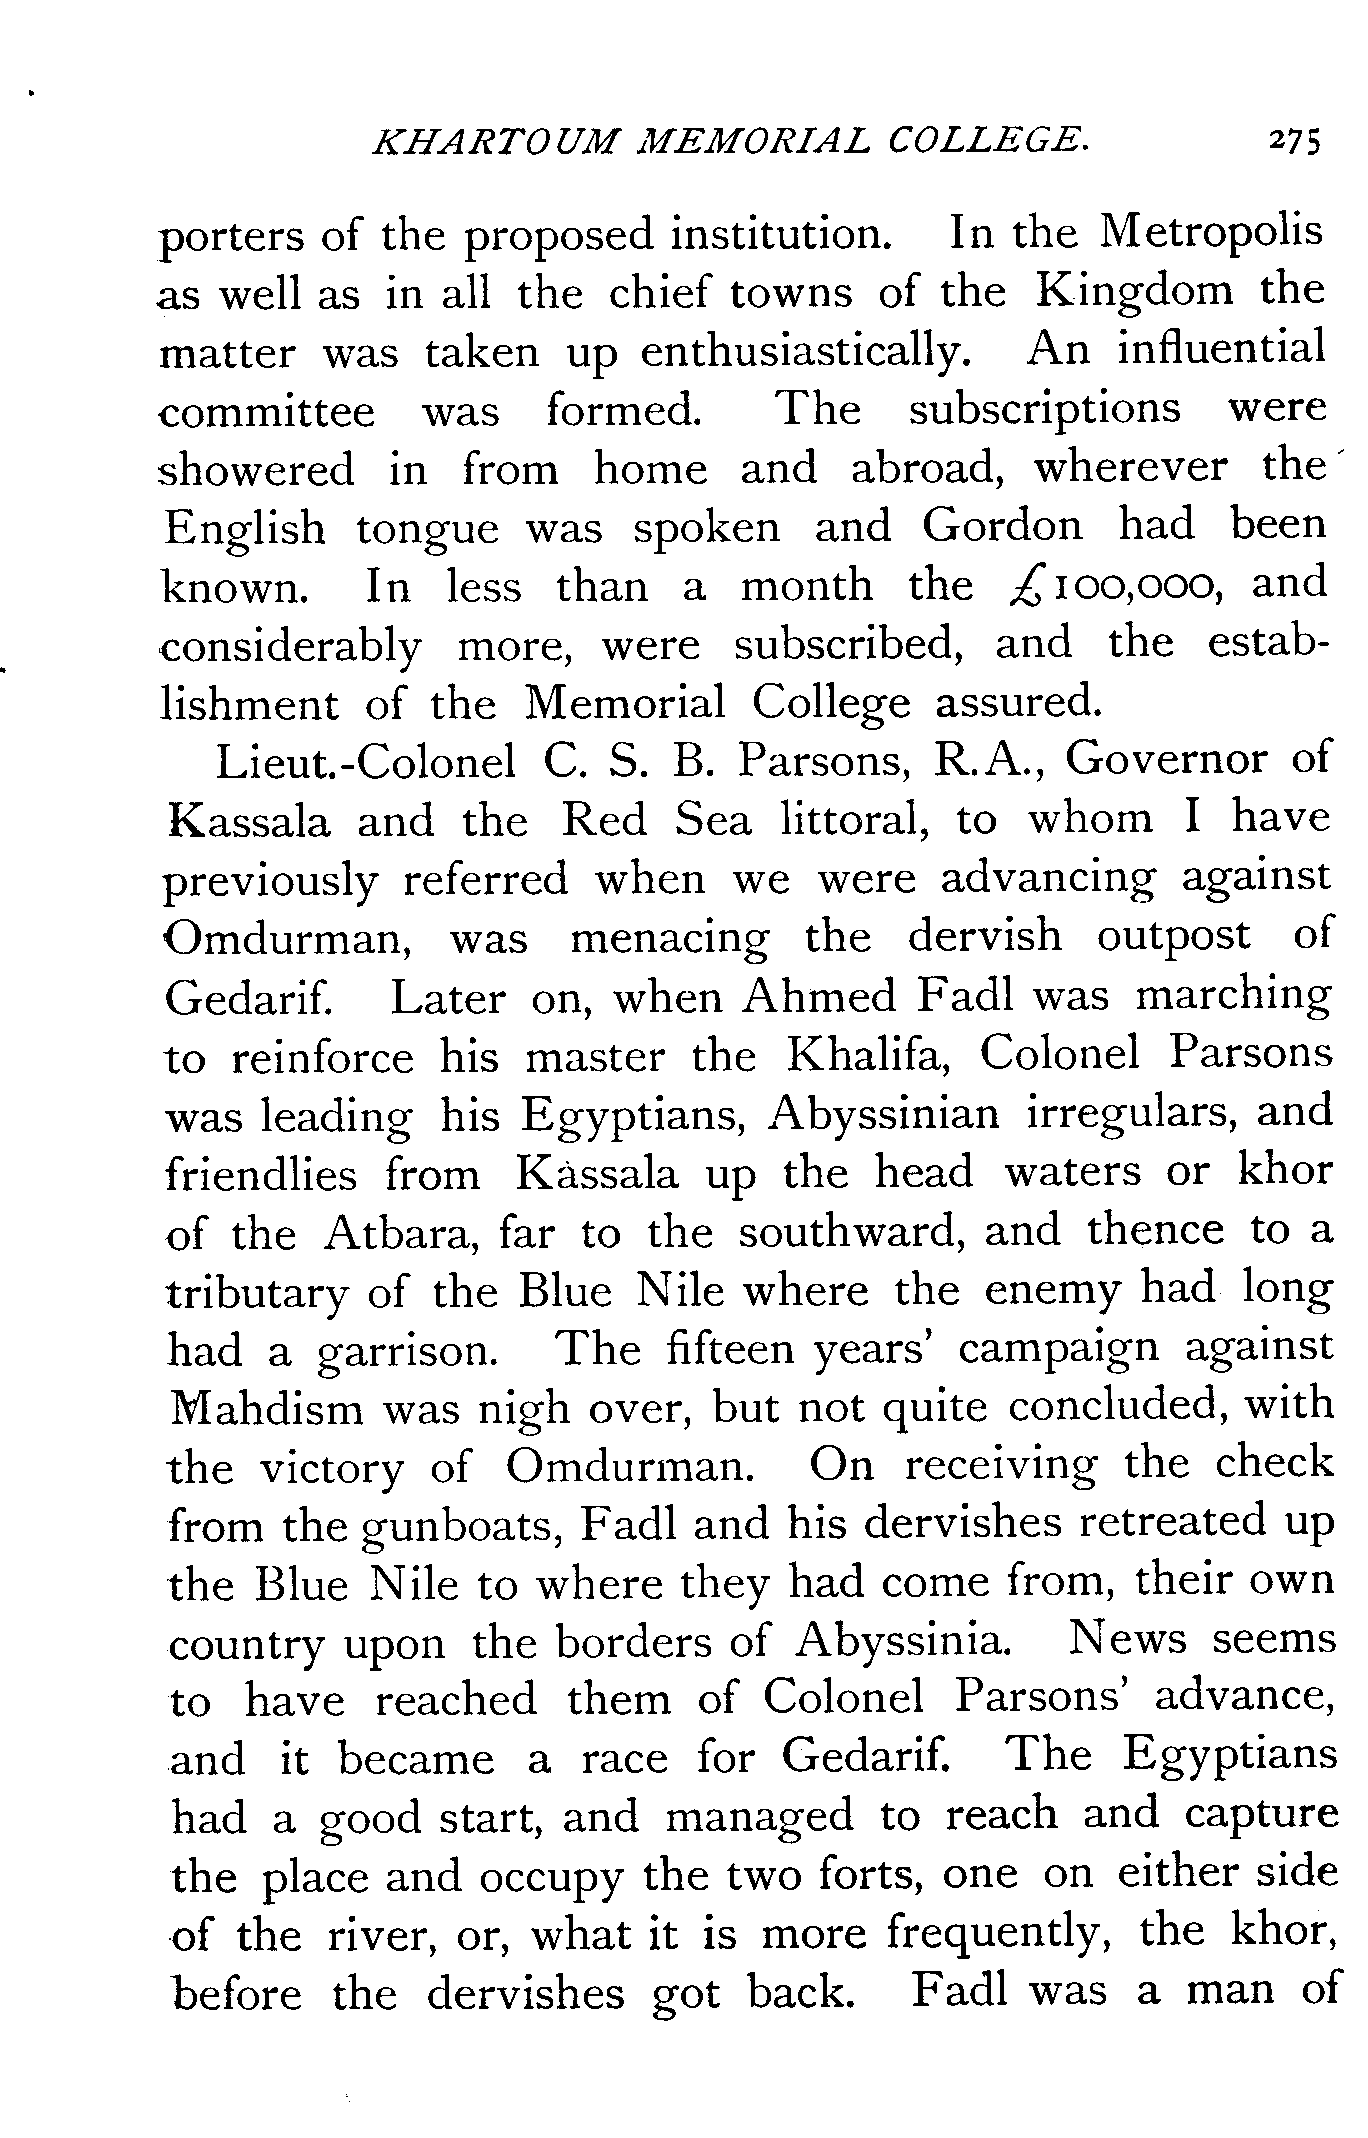 KHARTOUM MEMORIAL COLLEGE. 275
porters of the proposed institution. In the Metropolis
as well as in all the chief towns of the Kingdom the
matter was taken up enthusiastically. An influential
committee was formed. The subscriptions were
showered in from home and abroad, wherever the
English tongue was spoken and Gordon had been
known. In less than a month the £100,000, and
considerably more, were subscribed, and the estab-
lishment of the Memorial College assured.
Lieut.-Colonel C. S. B. Parsons, R.A., Governor of
Kassala and the Red Sea littoral, to whom I have
previously referred when we were advancing against
Omdurman, was menacing the dervish outpost of
Gedarif. Later on, when Ahmed Fadl was marching
to reinforce his master the Khalifa, Colonel Parsons
was leading his Egyptians, Abyssinian irregulars, and
friendlies from Kassala up the head waters or khor
of the Atbara, far to the southward, and thence to a
tributary of the Blue Nile where the enemy had long
had a garrison. The fifteen years' campaign against
Mahdism was nigh over, but not quite concluded, with
the victory of Omdurman. On receiving the check
from the gunboats, Fadl and his dervishes retreated up
the Blue Nile to where they had come from, their own
country upon the borders of Abyssinia. News seems
to have reached them of Colonel Parsons' advance,
and it became a race for Gedarif. The Egyptians
had a good start, and managed to reach and capture
the place and occupy the two forts, one on either side
of the river, or, what it is more frequently, the khor,
before the dervishes got back. Fadl was a man of